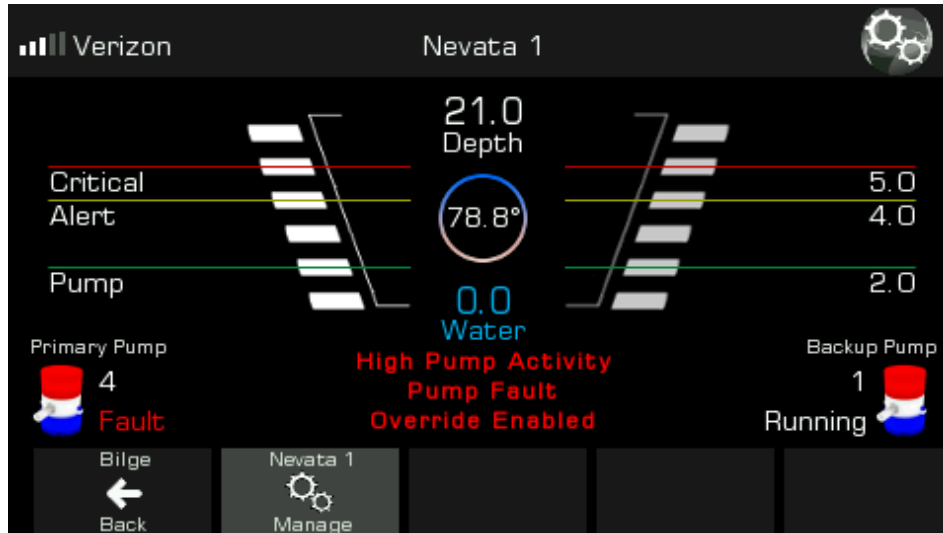 Verizon
Nevata 1
21.0
Depth
Critical
5.0
Alert
4.0
78.8°
Pump
2.0
0.0
Water
Primary Pump
4
Fault
High Pump Activity
Pump Fault
Override Enabled
Backup Pump
1
Running
Bilge
Back
Nevata 1
Manage